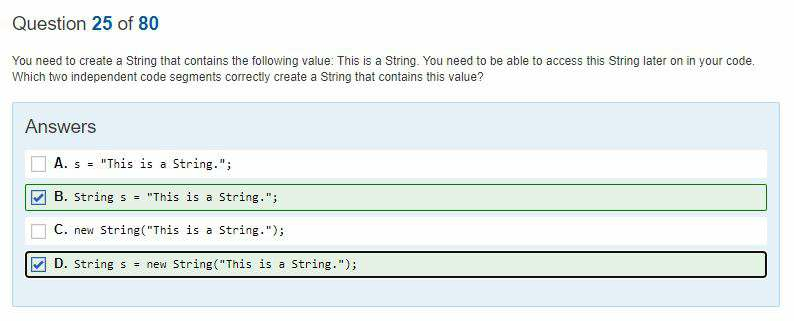 Question 25 of 80
You need to create a String that contains the following value: This is a String. You need to be able to access this String later on in your code.
Which two independent code segments correctly create a String that contains this value?
Answers
A. s = "This is a String.";
B. String s = "This is a String.";
C. new String("This is a String.");
D. String s = new String("This is a String.");